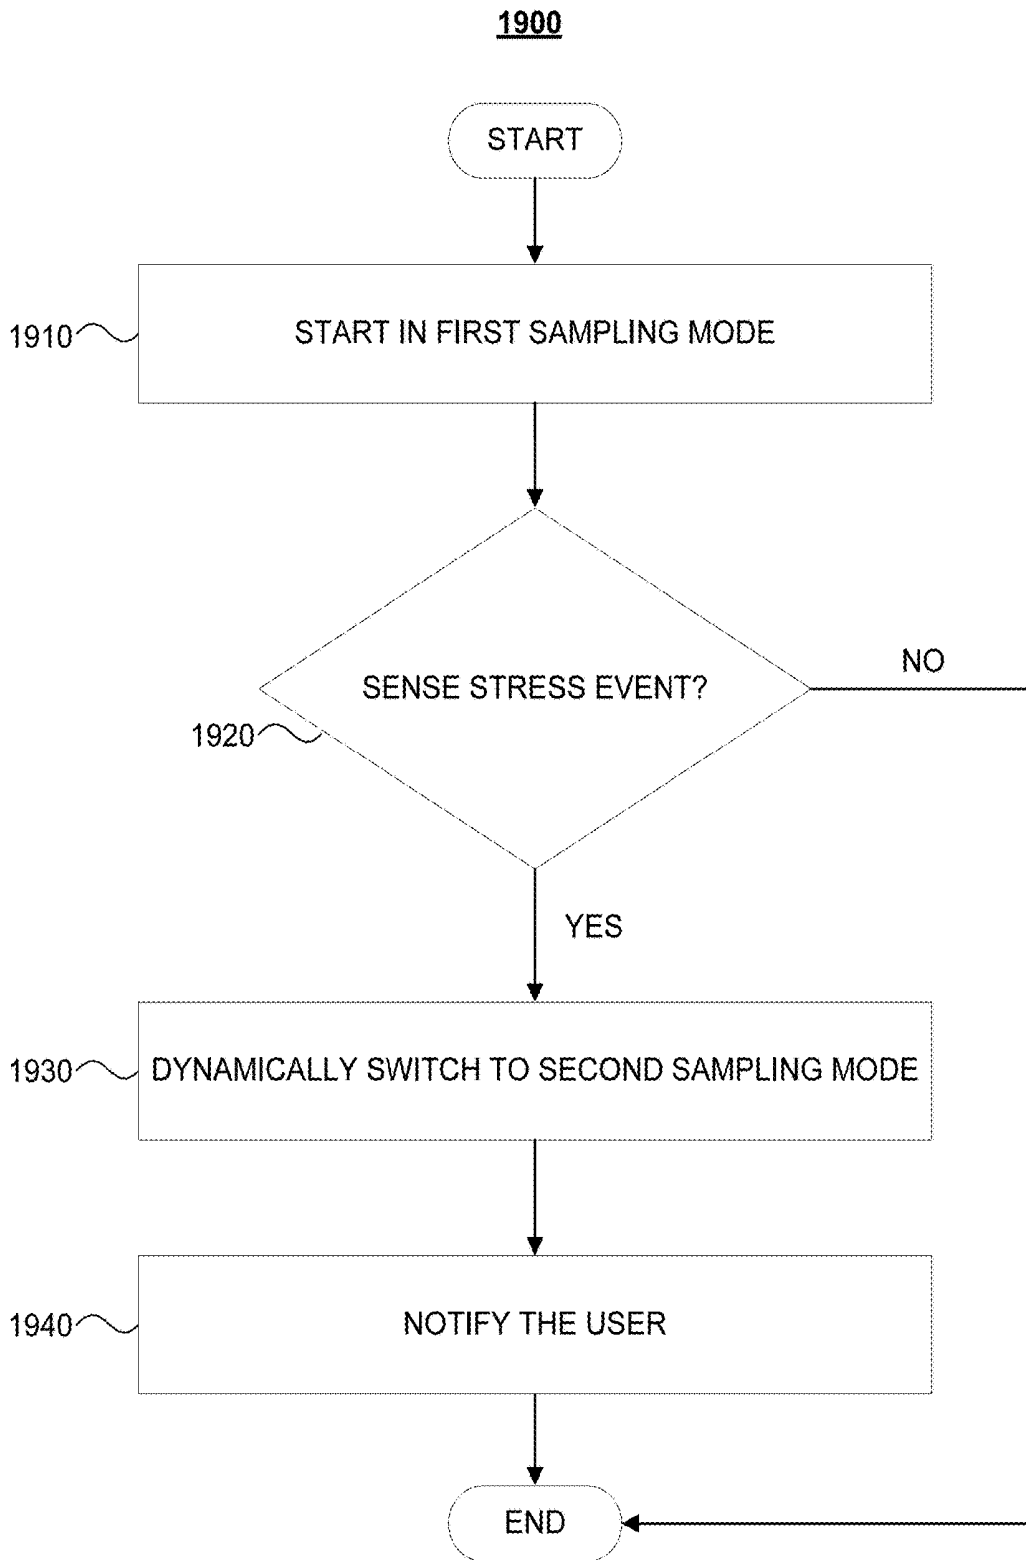 1900
START
1910
START IN FIRST SAMPLING MODE
SENSE STRESS EVENT?
NO
1920
YES
1930
DYNAMICALLY SWITCH TO SECOND SAMPLING MODE
1940
NOTIFY THE USER
END